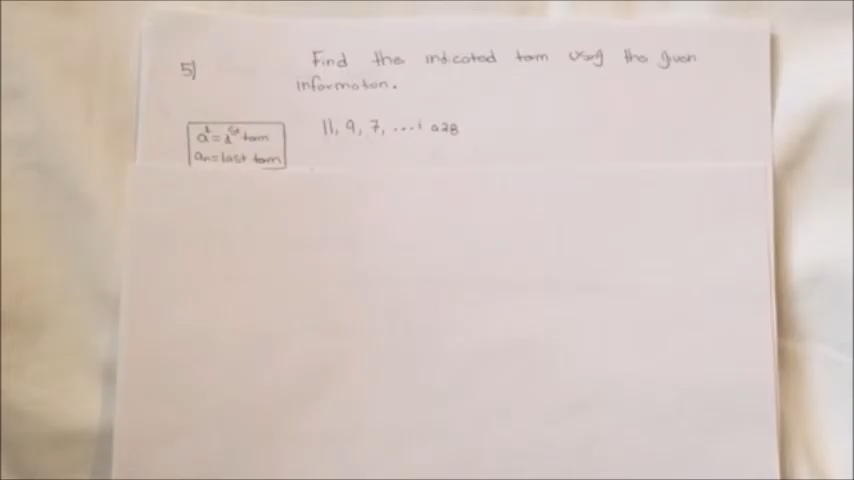 5) Find the indicated term using the given
information.
11, 9, 7, ...; a28
a1 = 1st term
an = last term